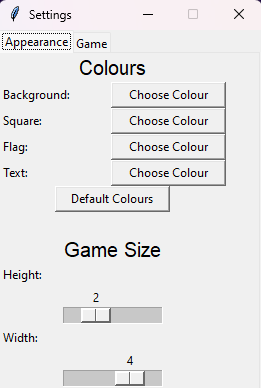 Settings
Appearance Game
Colours
Background: Choose Colour
Square: Choose Colour
Flag: Choose Colour
Text: Choose Colour
Default Colours
Game Size
Height:
2
Width:
4